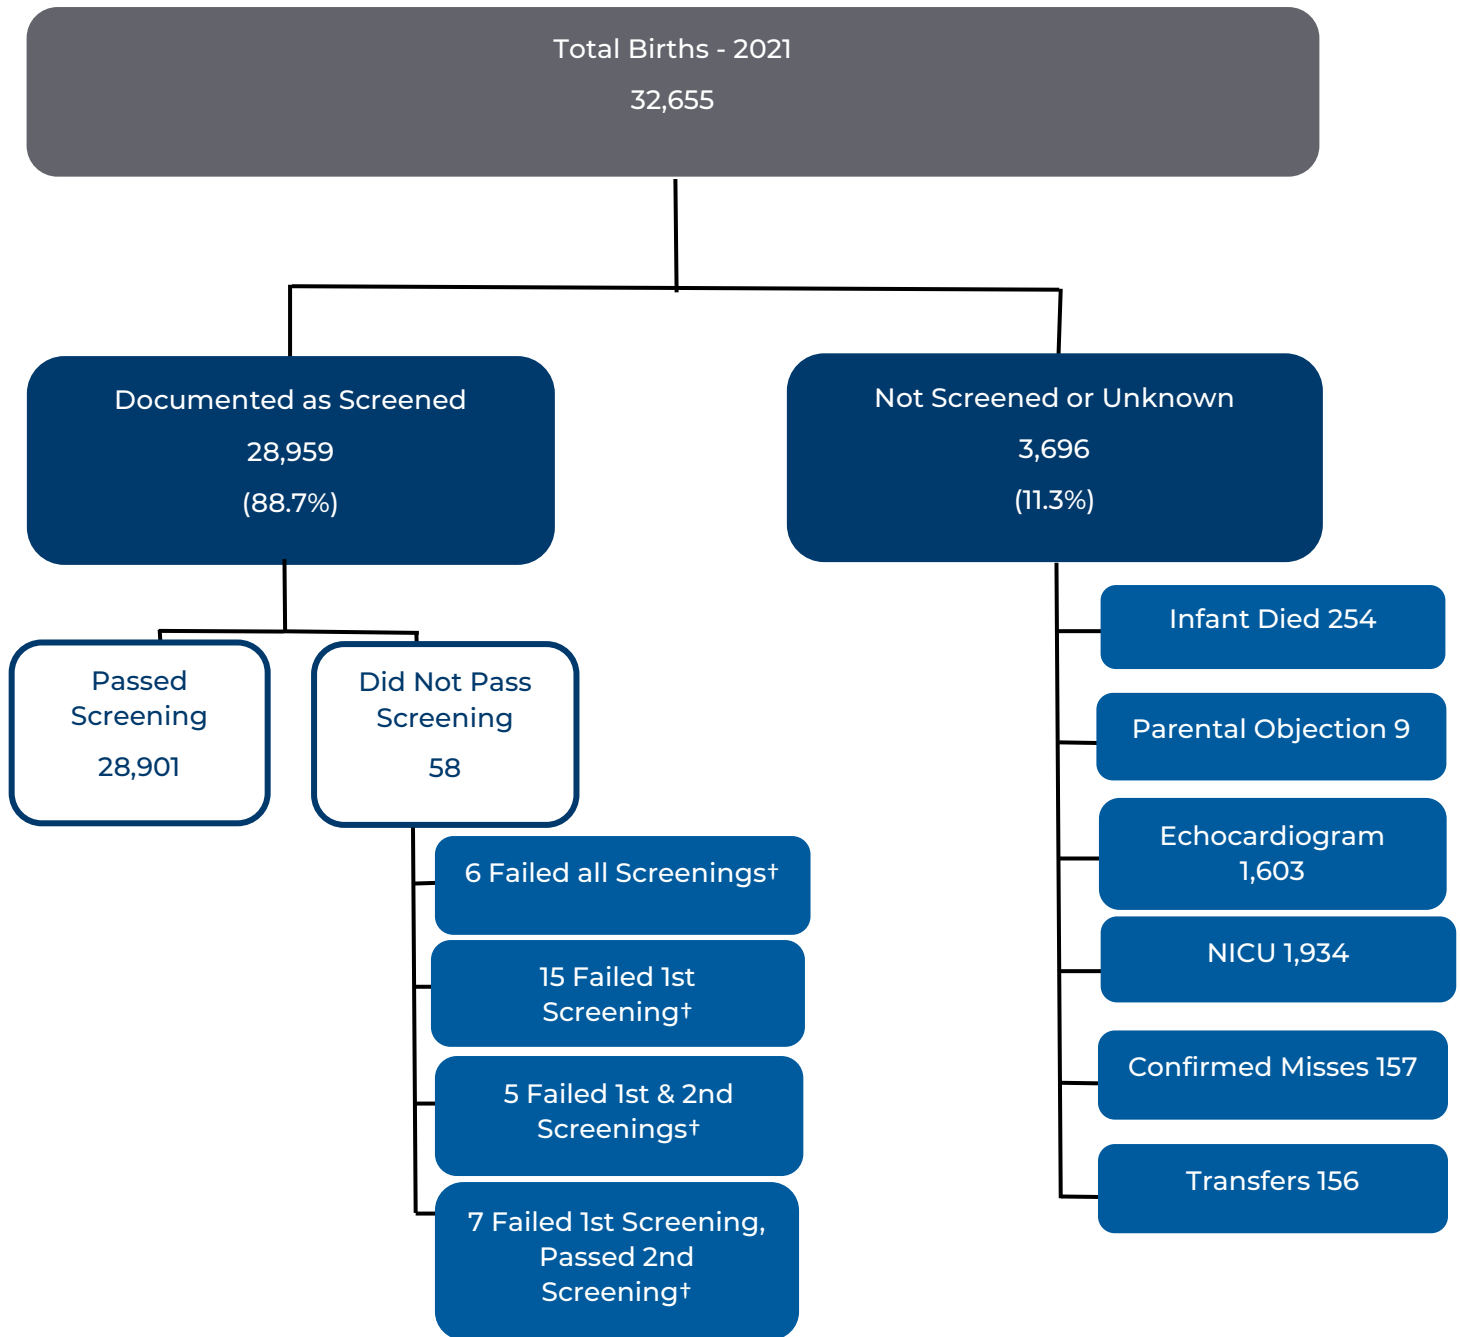 Total Births - 2021
32,655
Documented as Screened
28,959
(88.7%)
Not Screened or Unknown
3,696
(11.3%)
Passed
Screening
28,901
Did Not Pass
Screening
58
6 Failed all Screenings†
15 Failed 1st
Screening†
5 Failed 1st & 2nd
Screenings†
7 Failed 1st Screening,
Passed 2nd
Screening†
Infant Died 254
Parental Objection 9
Echocardiogram
1,603
NICU 1,934
Confirmed Misses 157
Transfers 156